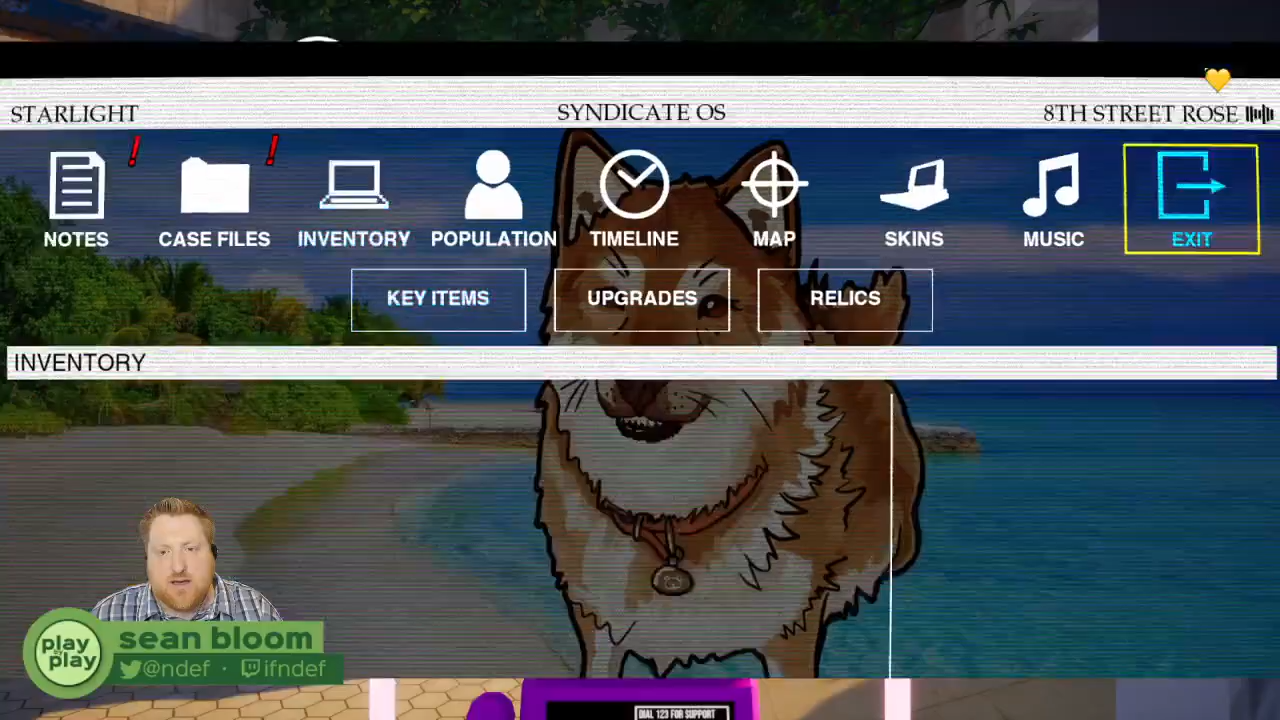 STARLIGHT
SYNDICATE OS
8TH STREET ROSE
!
!
NOTES
CASE FILES
INVENTORY
POPULATION
TIMELINE
MAP
SKINS
MUSIC
EXIT
KEY ITEMS
UPGRADES
RELICS
INVENTORY
play
by
play
sean bloom
@ndef · ifndef
DIAL 123 FOR SUPPORT